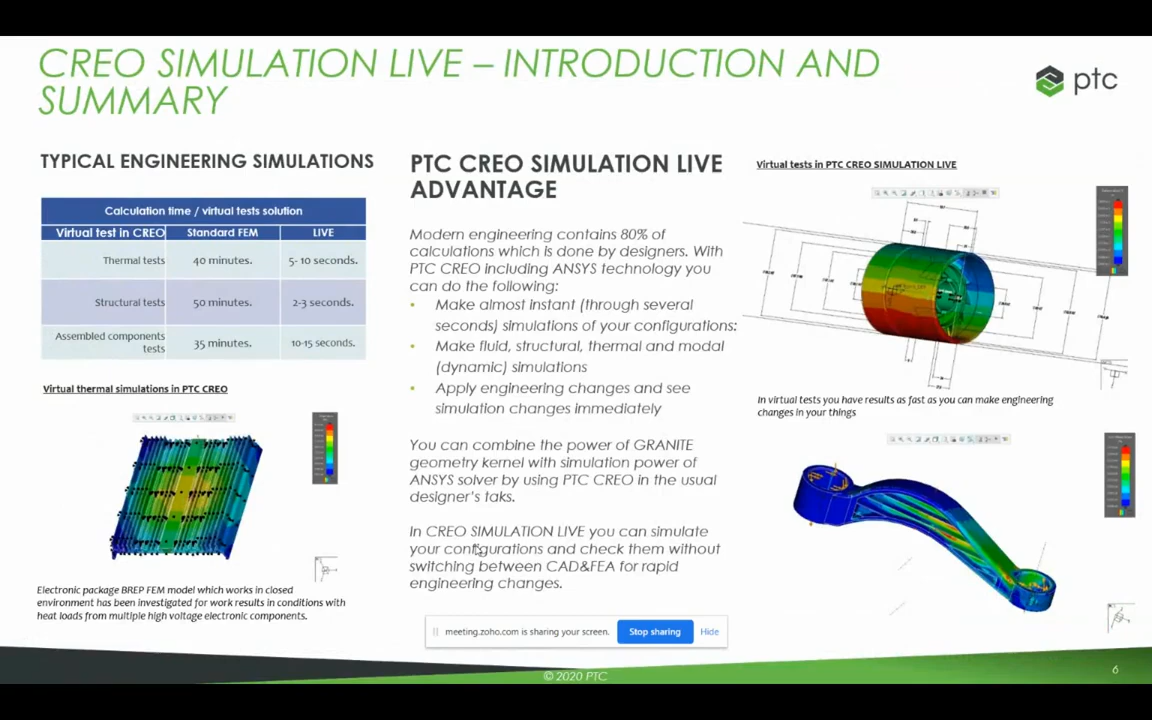 CREO SIMULATION LIVE – INTRODUCTION AND
SUMMARY
ptc
TYPICAL ENGINEERING SIMULATIONS
Calculation time / virtual tests solution
Virtual test in CREO Standard FEM LIVE
Thermal tests 40 minutes. 5- 10 seconds.
Structural tests 50 minutes. 2-3 seconds.
Assembled components
tests 35 minutes. 10-15 seconds.
Virtual thermal simulations in PTC CREO
Electronic package BREP FEM model which works in closed
environment has been investigated for work results in conditions with
heat loads from multiple high voltage electronic components.
PTC CREO SIMULATION LIVE
ADVANTAGE
Modern engineering contains 80% of
calculations which is done by designers. With
PTC CREO including ANSYS technology you
can do the following:
• Make almost instant (through several
seconds) simulations of your configurations:
• Make fluid, structural, thermal and modal
(dynamic) simulations
• Apply engineering changes and see
simulation changes immediately
You can combine the power of GRANITE
geometry kernel with simulation power of
ANSYS solver by using PTC CREO in the usual
designer's taks.
In CREO SIMULATION LIVE you can simulate
your configurations and check them without
switching between CAD&FEA for rapid
engineering changes.
Virtual tests in PTC CREO SIMULATION LIVE
In virtual tests you have results as fast as you can make engineering
changes in your things
meeting.zoho.com is sharing your screen. Stop sharing Hide
© 2020 PTC
6